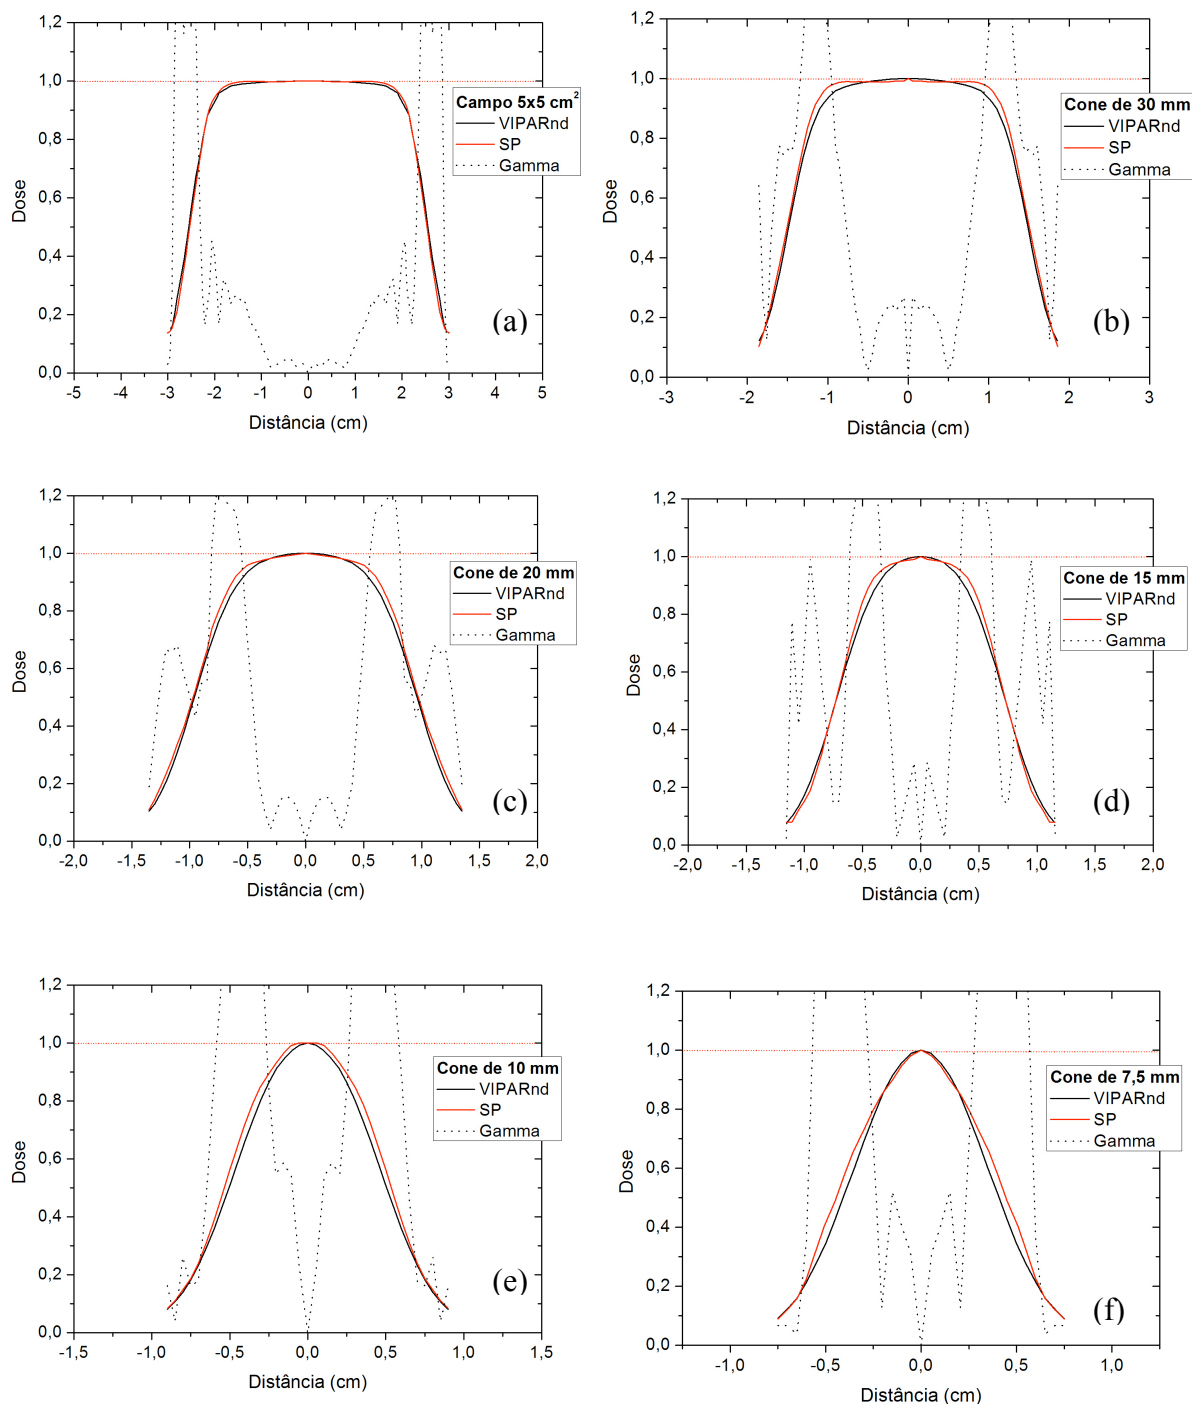 1,2
1,0
0,8
0,6
0,4
0,2
0,0
Dose
Campo 5x5 cm²
VIPARnd
SP
Gamma
(a)
-5 -4 -3 -2 -1 0 1 2 3 4 5
Distância (cm)
1,2
1,0
0,8
0,6
0,4
0,2
0,0
Dose
Cone de 30 mm
VIPARnd
SP
Gamma
(b)
-3 -2 -1 0 1 2 3
Distância (cm)
1,2
1,0
0,8
0,6
0,4
0,2
0,0
Dose
Cone de 20 mm
VIPARnd
SP
Gamma
(c)
-2,0 -1,5 -1,0 -0,5 0,0 0,5 1,0 1,5 2,0
Distância (cm)
1,2
1,0
0,8
0,6
0,4
0,2
0,0
Dose
Cone de 15 mm
VIPARnd
SP
Gamma
(d)
-2,0 -1,5 -1,0 -0,5 0,0 0,5 1,0 1,5 2,0
Distância (cm)
1,2
1,0
0,8
0,6
0,4
0,2
0,0
Dose
Cone de 10 mm
VIPARnd
SP
Gamma
(e)
-1,5 -1,0 -0,5 0,0 0,5 1,0 1,5
Distância (cm)
1,2
1,0
0,8
0,6
0,4
0,2
0,0
Dose
Cone de 7,5 mm
VIPARnd
SP
Gamma
(f)
-1,0 -0,5 0,0 0,5 1,0
Distância (cm)